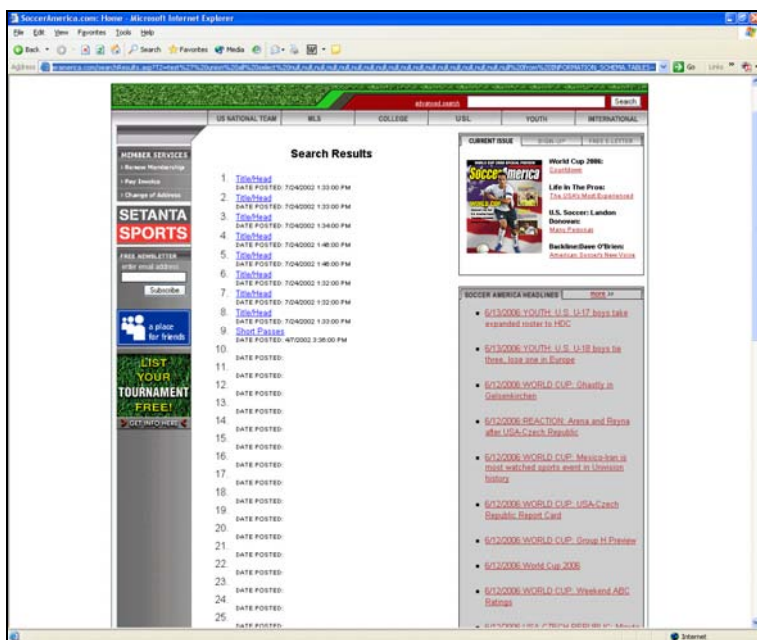 SoccerAmerica.com: Home - Microsoft Internet Explorer
File Edit View Favorites Tools Help
Back Search Favorites Media
Address Go Links
advanced search Search
US NATIONAL TEAM MLS COLLEGE USL YOUTH INTERNATIONAL
MEMBER SERVICES
Renew Membership
Pay Invoice
Change of Address
SETANTA
SPORTS
FREE NEWSLETTER
enter email address:
Subscribe
a place
for friends
LIST
YOUR
TOURNAMENT
FREE!
GET INFO HERE
Search Results
1. Title/Head
DATE POSTED: 7/24/2002 1:33:00 PM
2. Title/Head
DATE POSTED: 7/24/2002 1:33:00 PM
3. Title/Head
DATE POSTED: 7/24/2002 1:34:00 PM
4. Title/Head
DATE POSTED: 7/24/2002 1:46:00 PM
5. Title/Head
DATE POSTED: 7/24/2002 1:46:00 PM
6. Title/Head
DATE POSTED: 7/24/2002 1:32:00 PM
7. Title/Head
DATE POSTED: 7/24/2002 1:32:00 PM
8. Title/Head
DATE POSTED: 7/24/2002 1:33:00 PM
9. Short Passes
DATE POSTED: 4/7/2002 3:36:00 PM
10.
DATE POSTED:
11.
DATE POSTED:
12.
DATE POSTED:
13.
DATE POSTED:
14.
DATE POSTED:
15.
DATE POSTED:
16.
DATE POSTED:
17.
DATE POSTED:
18.
DATE POSTED:
19.
DATE POSTED:
20.
DATE POSTED:
21.
DATE POSTED:
22.
DATE POSTED:
23.
DATE POSTED:
24.
DATE POSTED:
25.
DATE POSTED:
CURRENT ISSUE SIGN-UP FREE E-LETTER
WORLD CUP 2006 SPECIAL PREVIEW
SoccerAmerica
World Cup 2006:
Countdown
Life in The Pros:
The USA's Most Experienced
U.S. Soccer: Landon
Donovan:
Many Personas
Backline:Dave O'Brien:
American Soccer's New Voice
SOCCER AMERICA HEADLINES more >>
6/13/2006 YOUTH: U.S. U-17 boys take
expanded roster to HDC
6/13/2006 YOUTH: U.S. U-18 boys tie
three, lose one in Europe
6/12/2006 WORLD CUP: Ghastly in
Gelsenkirchen
6/12/2006 REACTION: Arena and Reyna
after USA-Czech Republic
6/12/2006 WORLD CUP: Mexico-Iran is
most watched sports event in Univision
history
6/12/2006 WORLD CUP: USA-Czech
Republic Report Card
6/12/2006 WORLD CUP: Group H Preview
6/12/2006 World Cup 2006
6/12/2006 WORLD CUP: Weekend ABC
Ratings
Internet